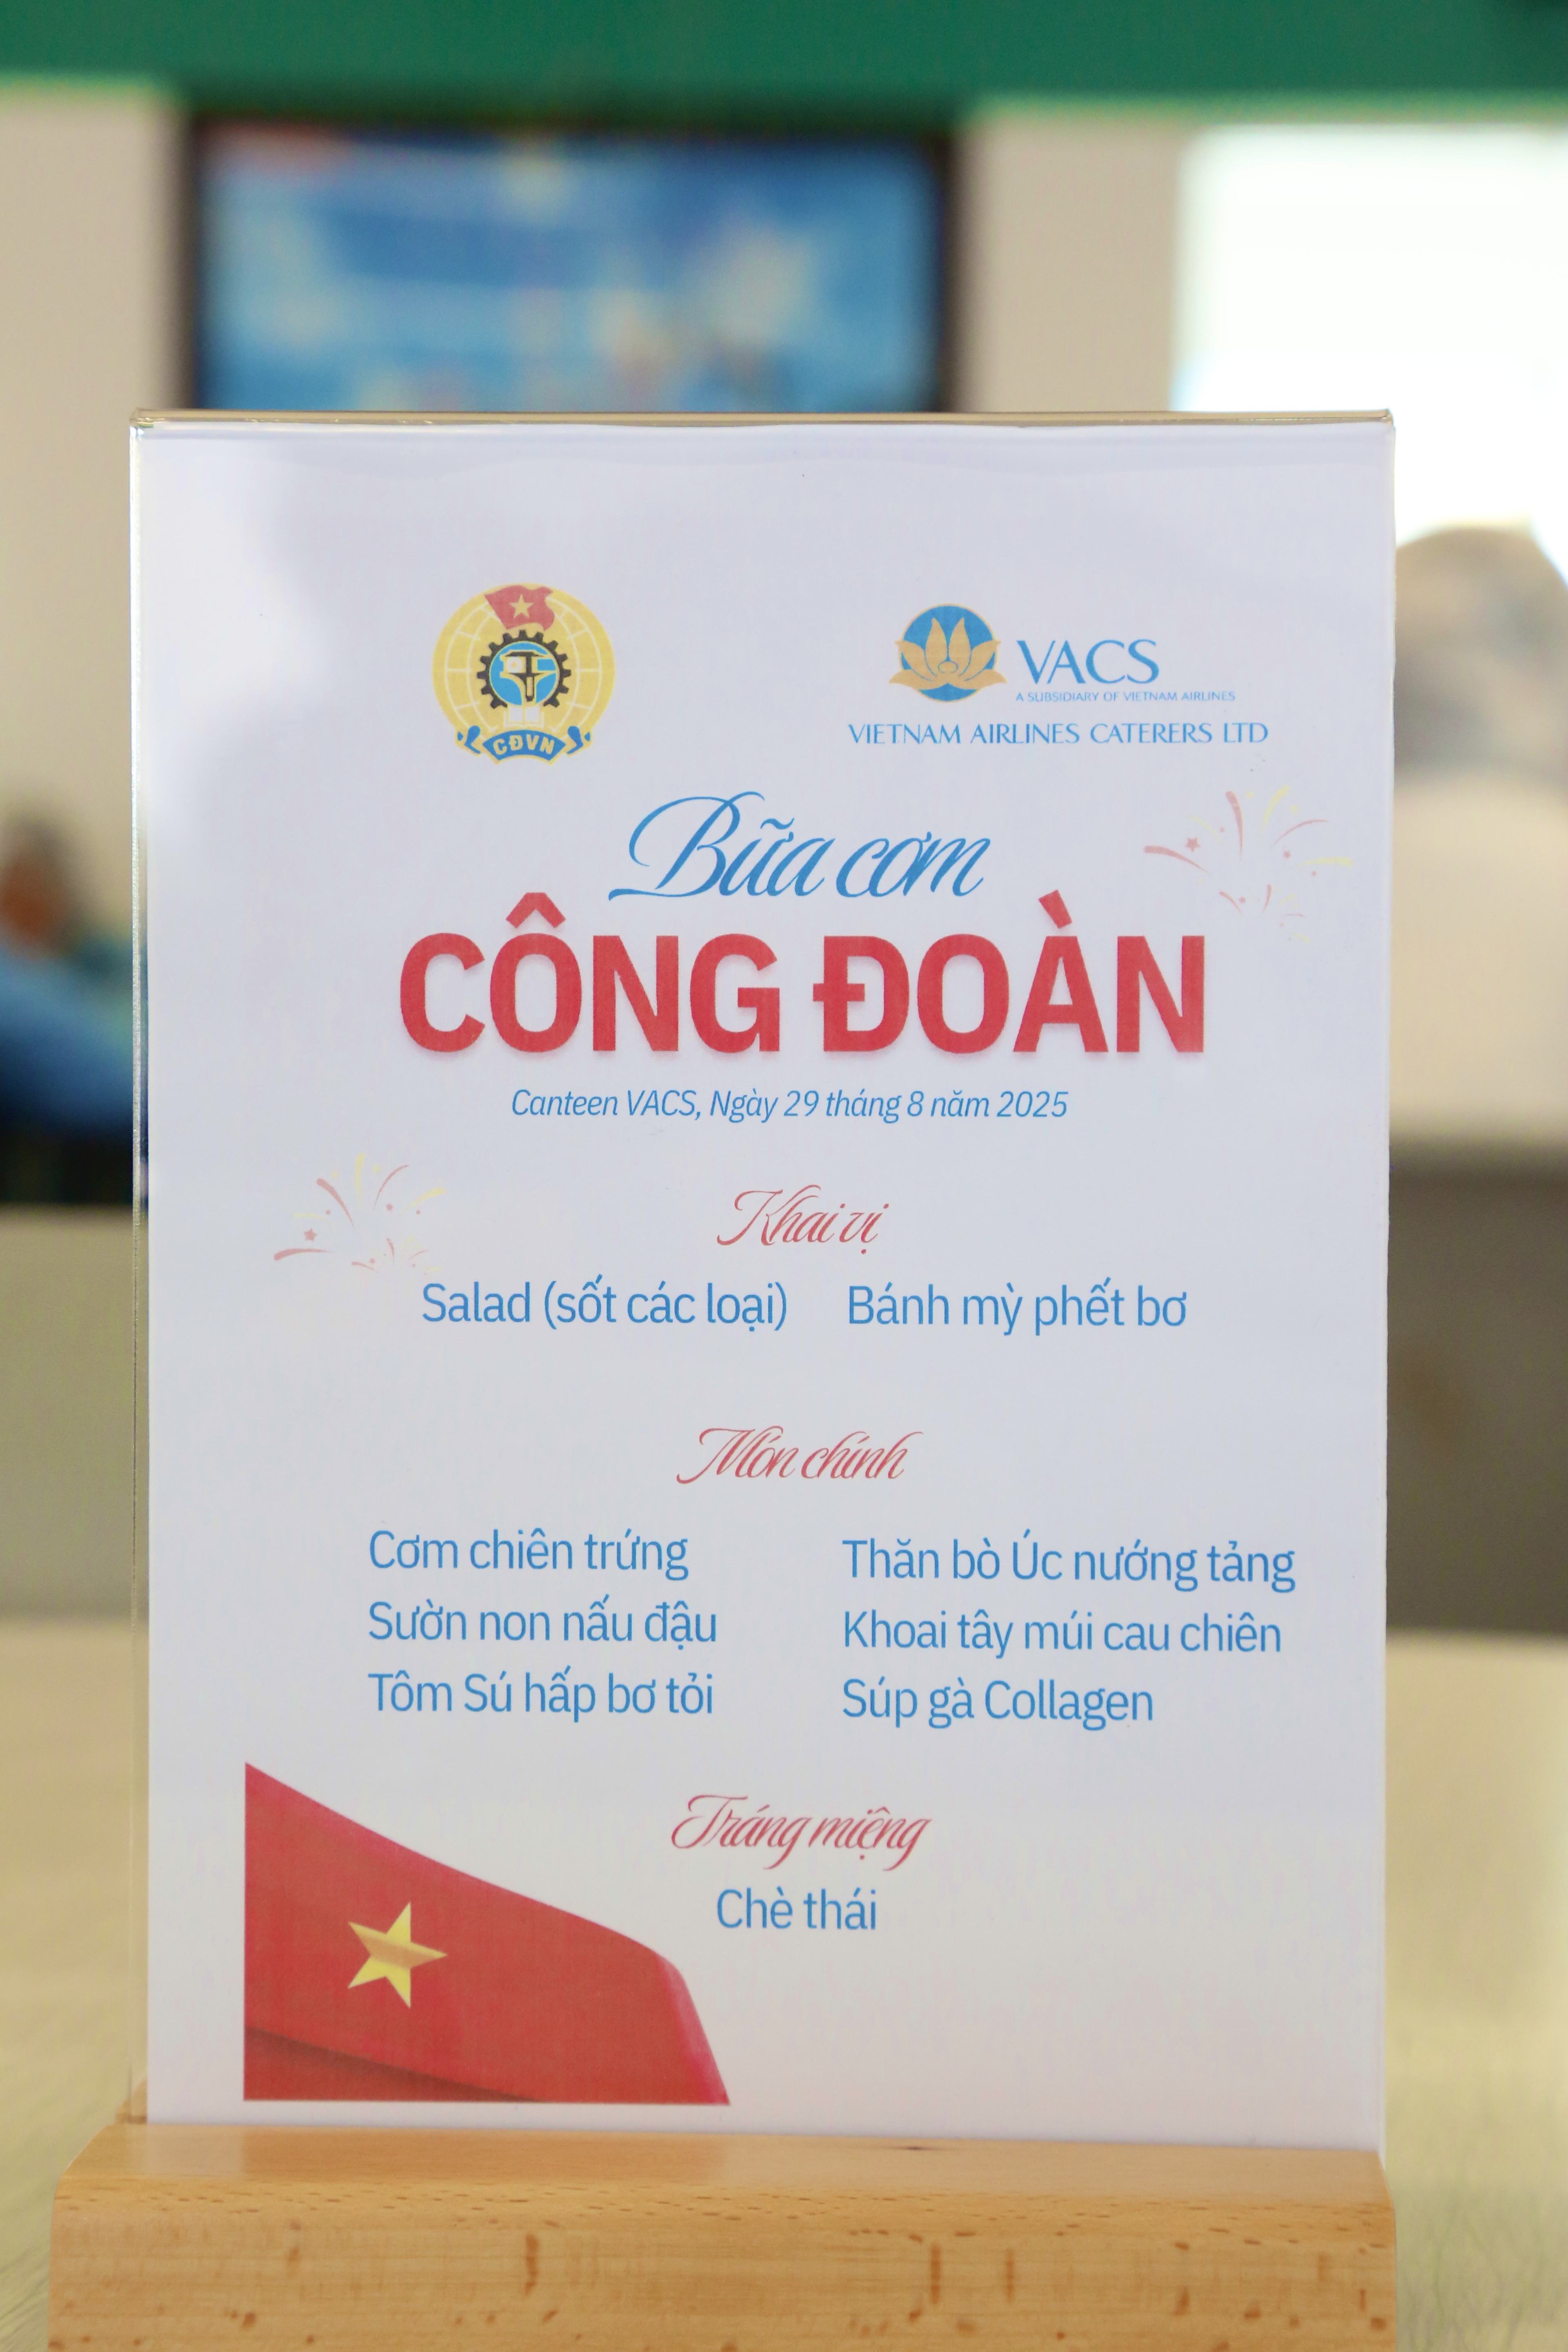 CĐVN
VACS
A SUBSIDIARY OF VIETNAM AIRLINES
VIETNAM AIRLINES CATERERS LTD
Bữa cơm
CÔNG ĐOÀN
Canteen VACS, Ngày 29 tháng 8 năm 2025
Khai vị
Salad (sốt các loại) Bánh mỳ phết bơ
Món chính
Cơm chiên trứng
Sườn non nấu đậu
Tôm Sú hấp bơ tỏi
Thăn bò Úc nướng tảng
Khoai tây múi cau chiên
Súp gà Collagen
Tráng miệng
Chè thái